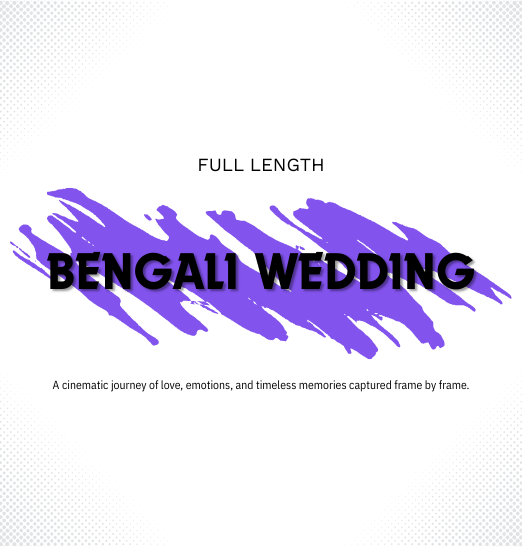 FULL LENGTH
BENGALI WEDDING
A cinematic journey of love, emotions, and timeless memories captured frame by frame.